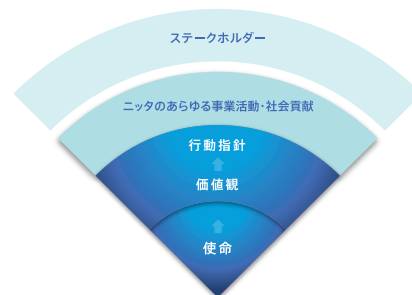 ステークホルダー
ニッタのあらゆる事業活動・社会貢献
行動指針
価値観
使命